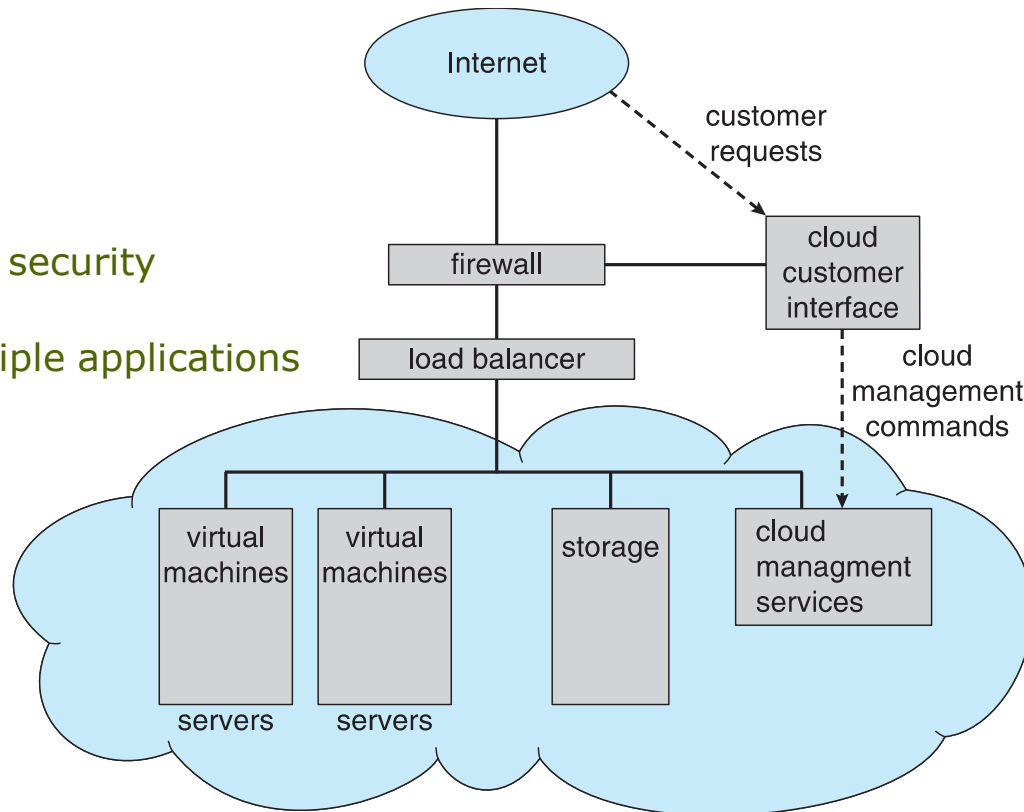 Internet
customer
requests
security
firewall
cloud
customer
interface
iple applications
load balancer
cloud
management
commands
virtual
machines
virtual
machines
storage
cloud
managment
services
servers
servers